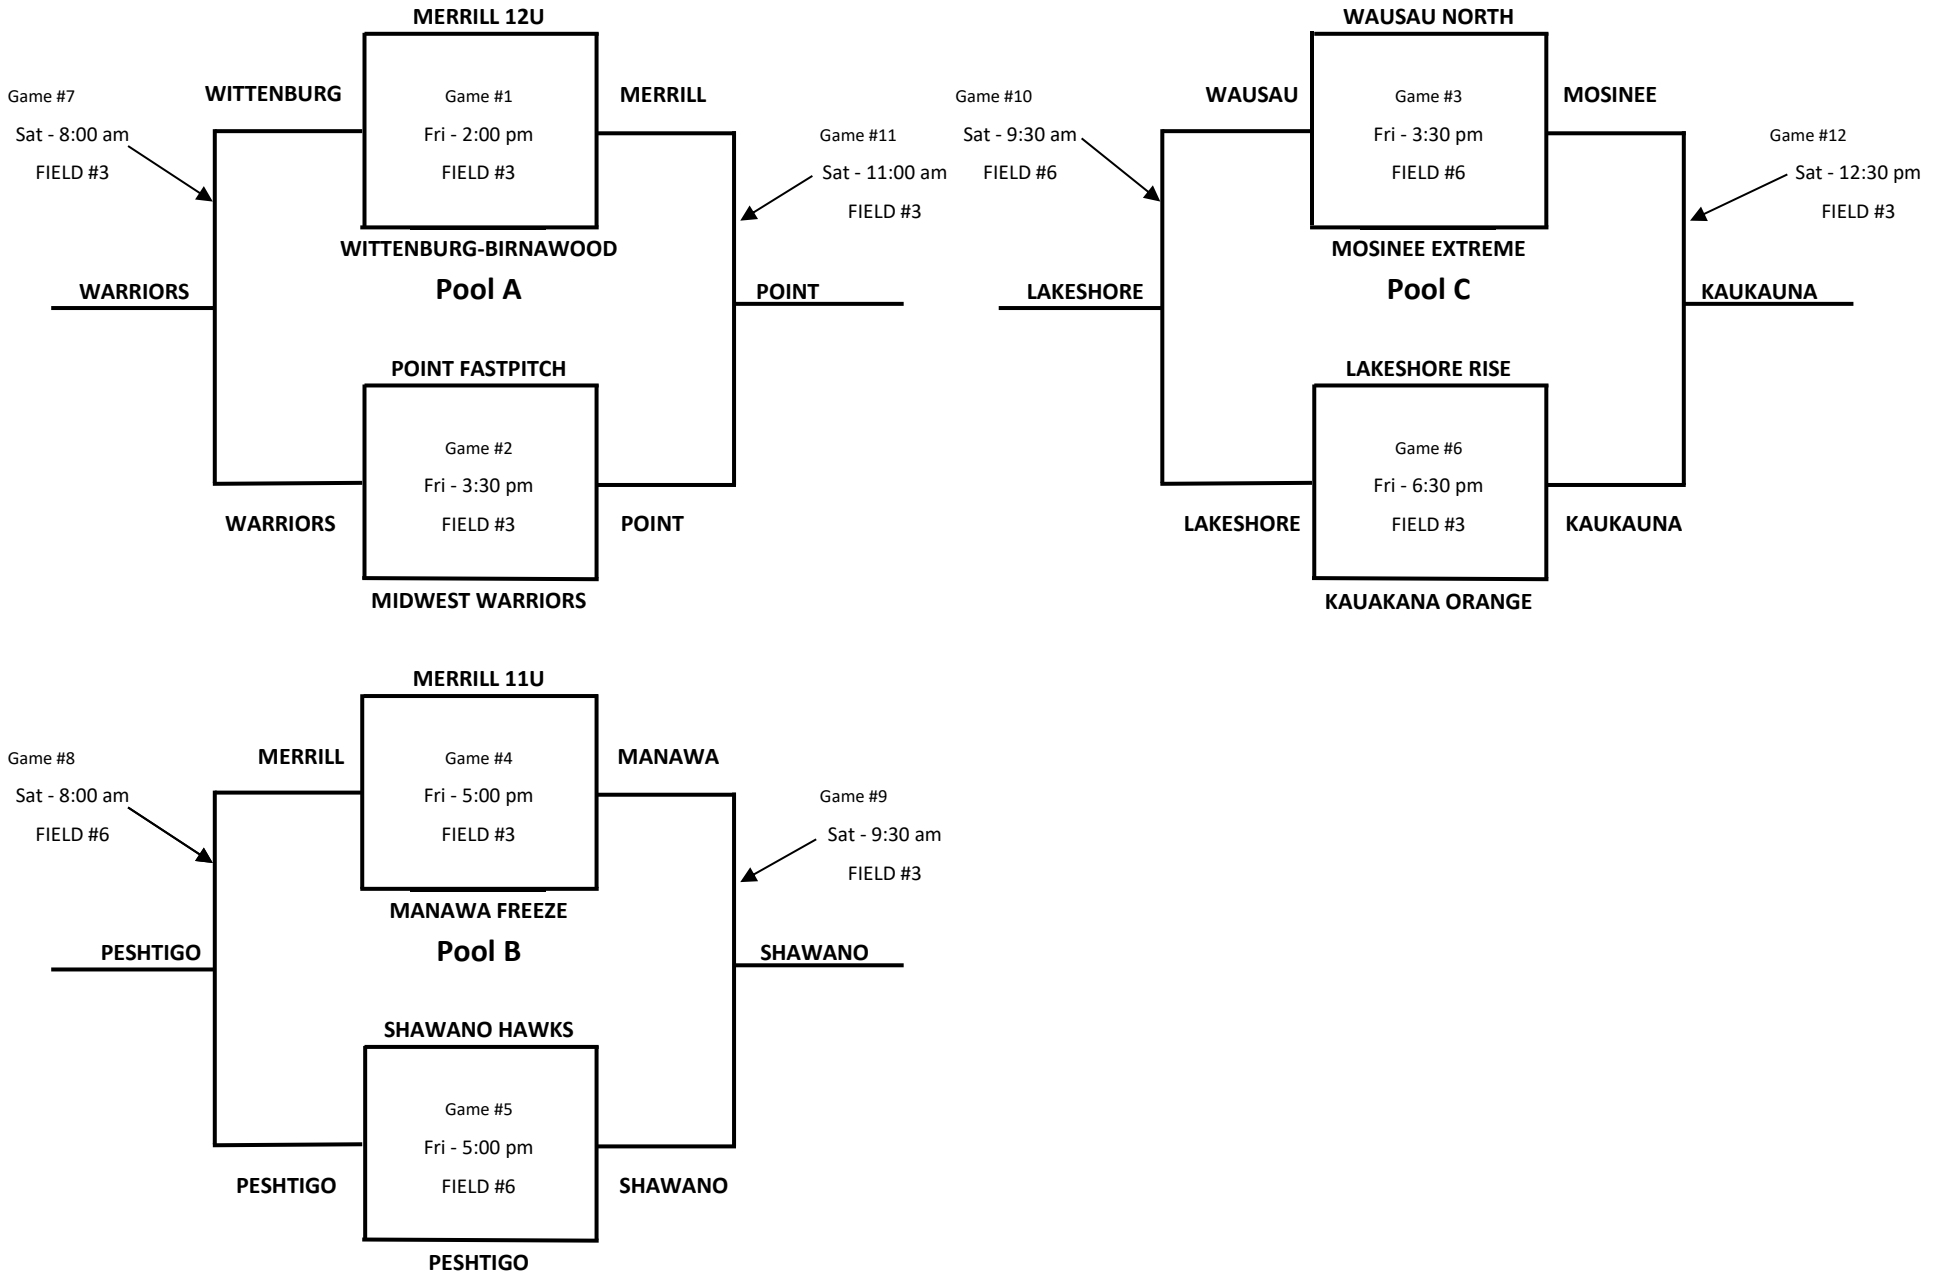 MERRILL 12U
Game #7
WITTENBURG
Game #1
MERRILL
Sat - 8:00 am
Fri - 2:00 pm
Game #11
FIELD #3
FIELD #3
Sat - 11:00 am
FIELD #3
WITTENBURG-BIRNAWOOD
WARRIORS
Pool A
POINT
POINT FASTPITCH
Game #2
Fri - 3:30 pm
WARRIORS
FIELD #3
POINT
MIDWEST WARRIORS
WAUSAU NORTH
Game #10
WAUSAU
Game #3
MOSINEE
Sat - 9:30 am
Fri - 3:30 pm
Game #12
FIELD #6
FIELD #6
Sat - 12:30 pm
FIELD #3
MOSINEE EXTREME
LAKESHORE
Pool C
KAUKAUNA
LAKESHORE RISE
Game #6
Fri - 6:30 pm
LAKESHORE
FIELD #3
KAUKAUNA
KAUAKANA ORANGE
MERRILL 11U
Game #8
MERRILL
Game #4
MANAWA
Sat - 8:00 am
Fri - 5:00 pm
Game #9
FIELD #6
FIELD #3
Sat - 9:30 am
FIELD #3
MANAWA FREEZE
PESHTIGO
Pool B
SHAWANO
SHAWANO HAWKS
Game #5
Fri - 5:00 pm
PESHTIGO
FIELD #6
SHAWANO
PESHTIGO